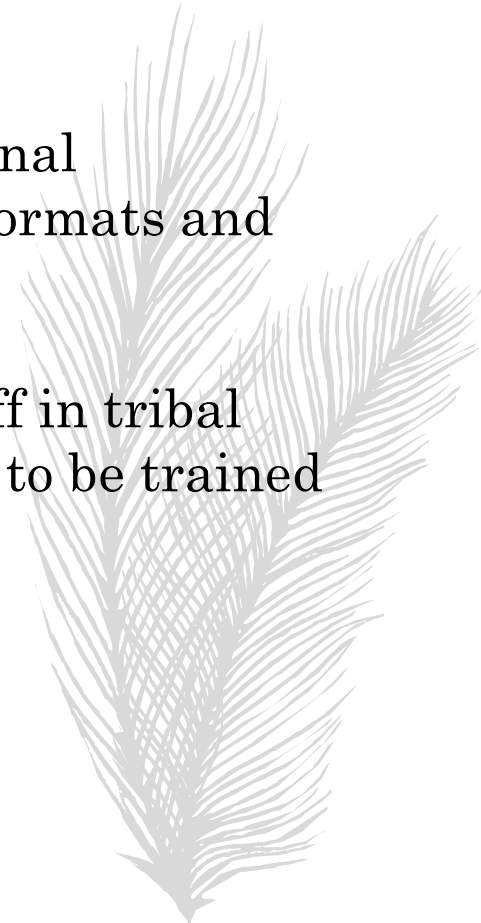 nal
ormats and
ff in tribal
to be trained